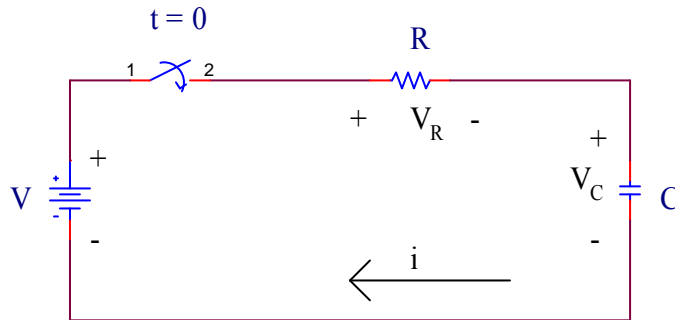 t = 0
R
1 2
+ V_R -
+
+
V
V_C
C
-
-
i